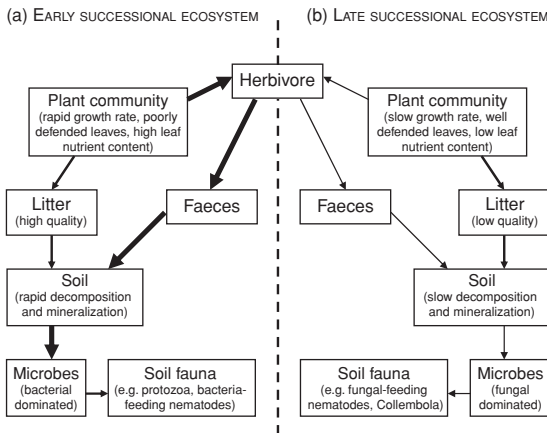 (a) EARLY SUCCESSIONAL ECOSYSTEM
(b) LATE SUCCESSIONAL ECOSYSTEM
Herbivore
Plant community
(rapid growth rate, poorly
defended leaves, high leaf
nutrient content)
Plant community
(slow growth rate, well
defended leaves, low leaf
nutrient content)
Litter
(high quality)
Faeces
Faeces
Litter
(low quality)
Soil
(rapid decomposition
and mineralization)
Soil
(slow decomposition
and mineralization)
Microbes
(bacterial
dominated)
Soil fauna
(e.g. protozoa, bacteria-
feeding nematodes)
Soil fauna
(e.g. fungal-feeding
nematodes, Collembola)
Microbes
(fungal
dominated)